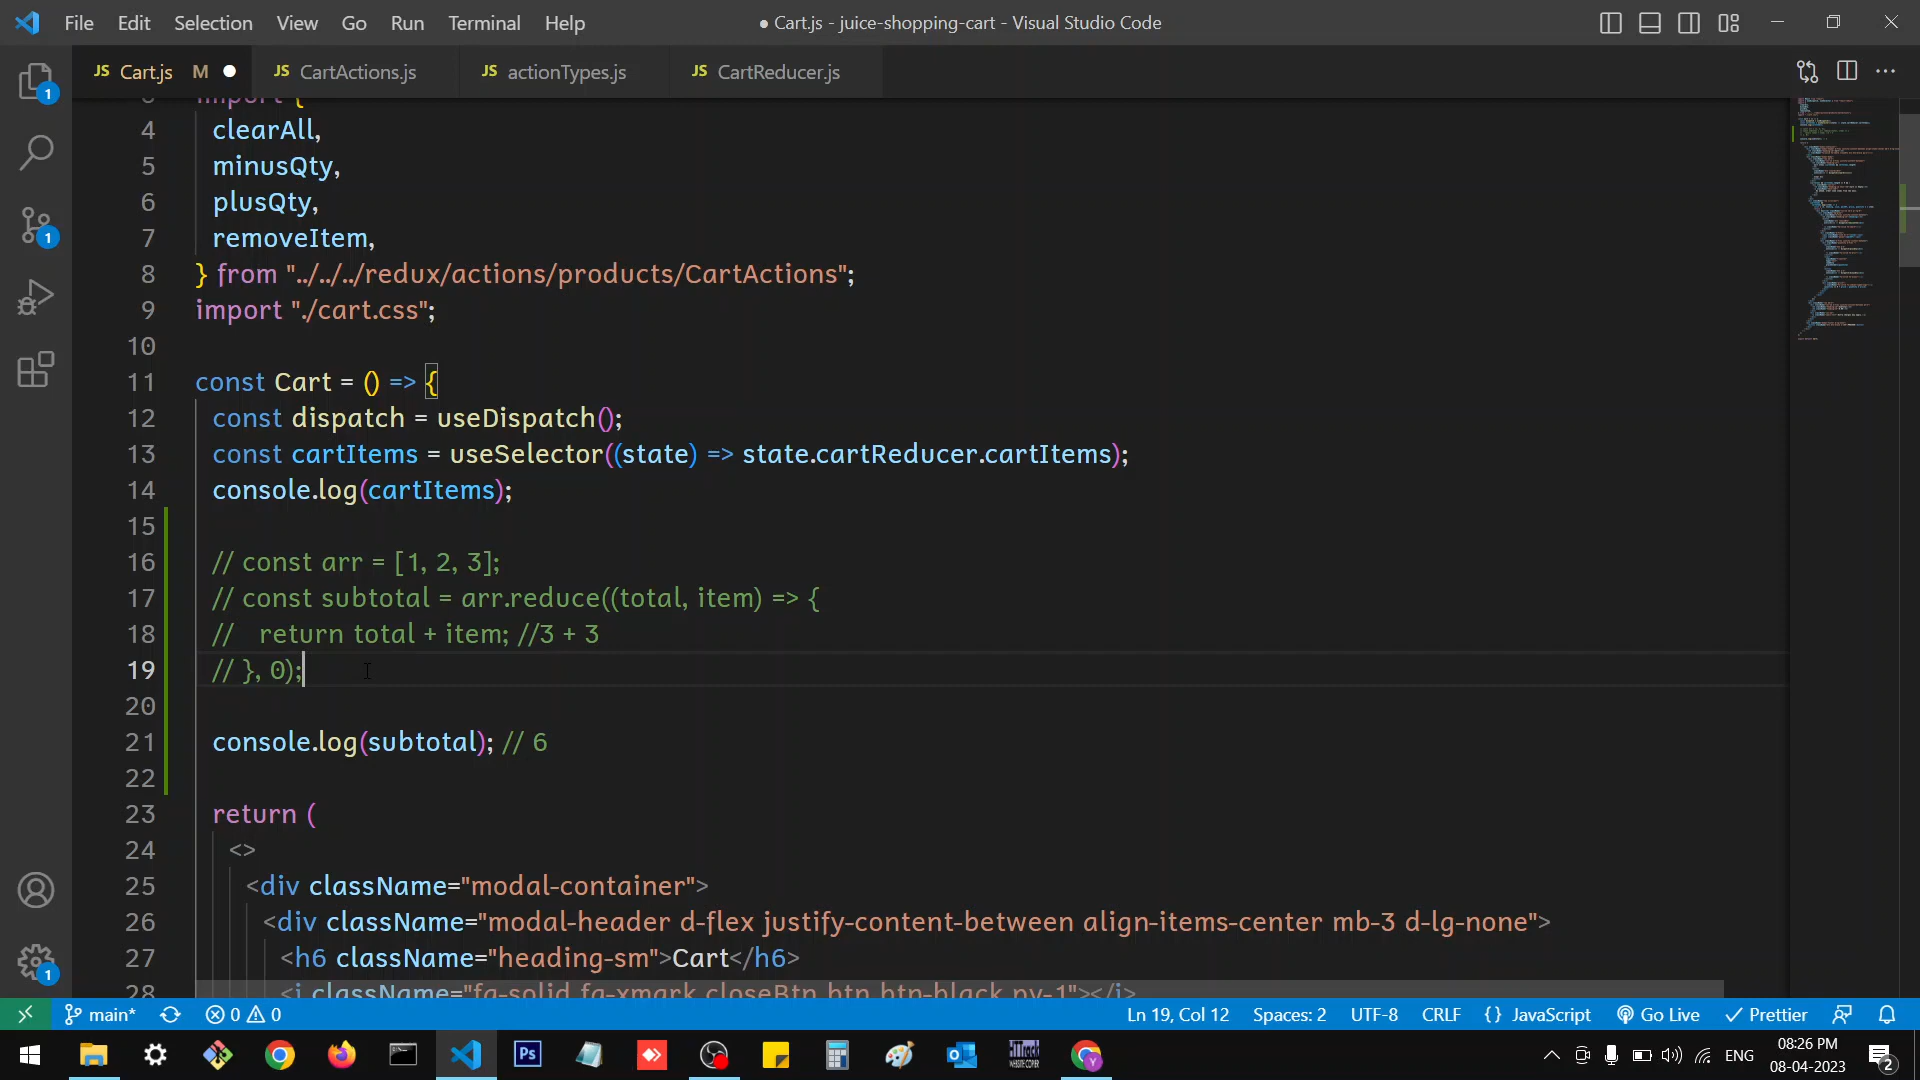 File Edit Selection View Go Run Terminal Help
● Cart.js - juice-shopping-cart - Visual Studio Code
JS Cart.js M ●
JS CartActions.js
JS actionTypes.js
JS CartReducer.js
import {
4 clearAll,
5 minusQty,
6 plusQty,
7 removeItem,
8 } from "../../../redux/actions/products/CartActions";
9 import "./cart.css";
10
11 const Cart = () => {
12 const dispatch = useDispatch();
13 const cartItems = useSelector((state) => state.cartReducer.cartItems);
14 console.log(cartItems);
15
16 // const arr = [1, 2, 3];
17 // const subtotal = arr.reduce((total, item) => {
18 // return total + item; //3 + 3
19 // }, 0);
20
21 console.log(subtotal); // 6
22
23 return (
24 <>
25 <div className="modal-container">
26 <div className="modal-header d-flex justify-content-between align-items-center mb-3 d-lg-none">
27 <h6 className="heading-sm">Cart</h6>
28 <i className="fa-solid fa-xmark closeBtn btn btn-black py-1"></i>
1
1
1
main* 0 0 Ln 19, Col 12 Spaces: 2 UTF-8 CRLF {} JavaScript Go Live Prettier
Ps
ENG
08:26 PM
08-04-2023
2